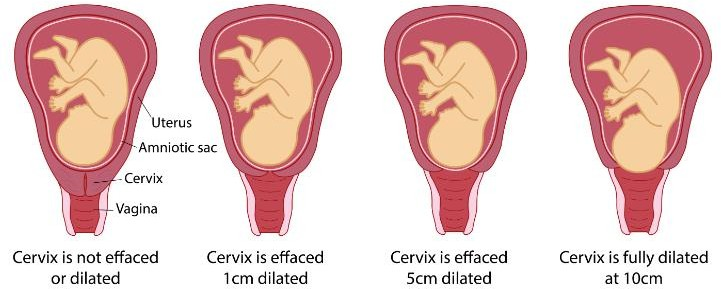 Uterus
Amniotic sac
Cervix
Vagina
Cervix is not effaced
or dilated
Cervix is effaced
1cm dilated
Cervix is effaced
5cm dilated
Cervix is fully dilated
at 10cm